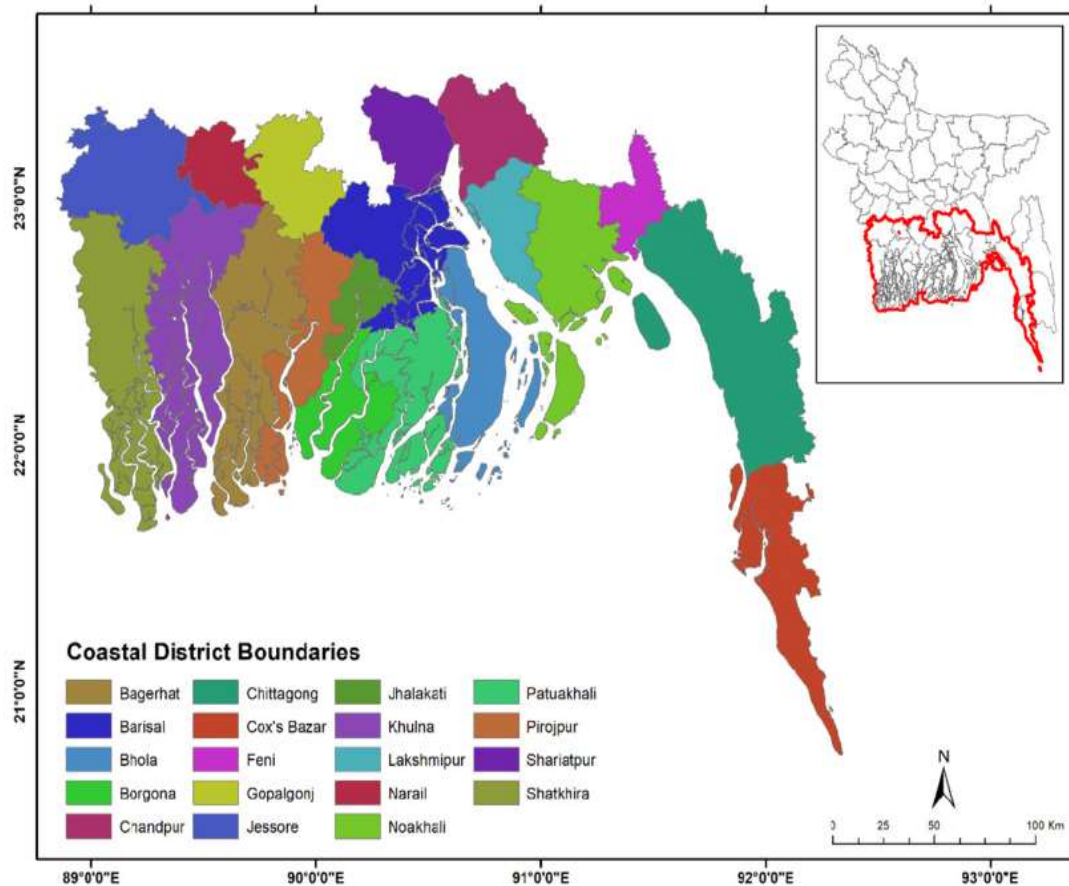 23°0'0"N
22°0'0"N
21°0'0"N
Coastal District Boundaries
Bagerhat
Barisal
Bhola
Borgona
Chandpur
Chittagong
Cox's Bazar
Feni
Gopalgonj
Jessore
Jhalakati
Khulna
Lakshmipur
Narail
Noakhali
Patuakhali
Pirojpur
Shariatpur
Shatkhira
N
0 25 50 100 Km
89°0'0"E 90°0'0"E 91°0'0"E 92°0'0"E 93°0'0"E